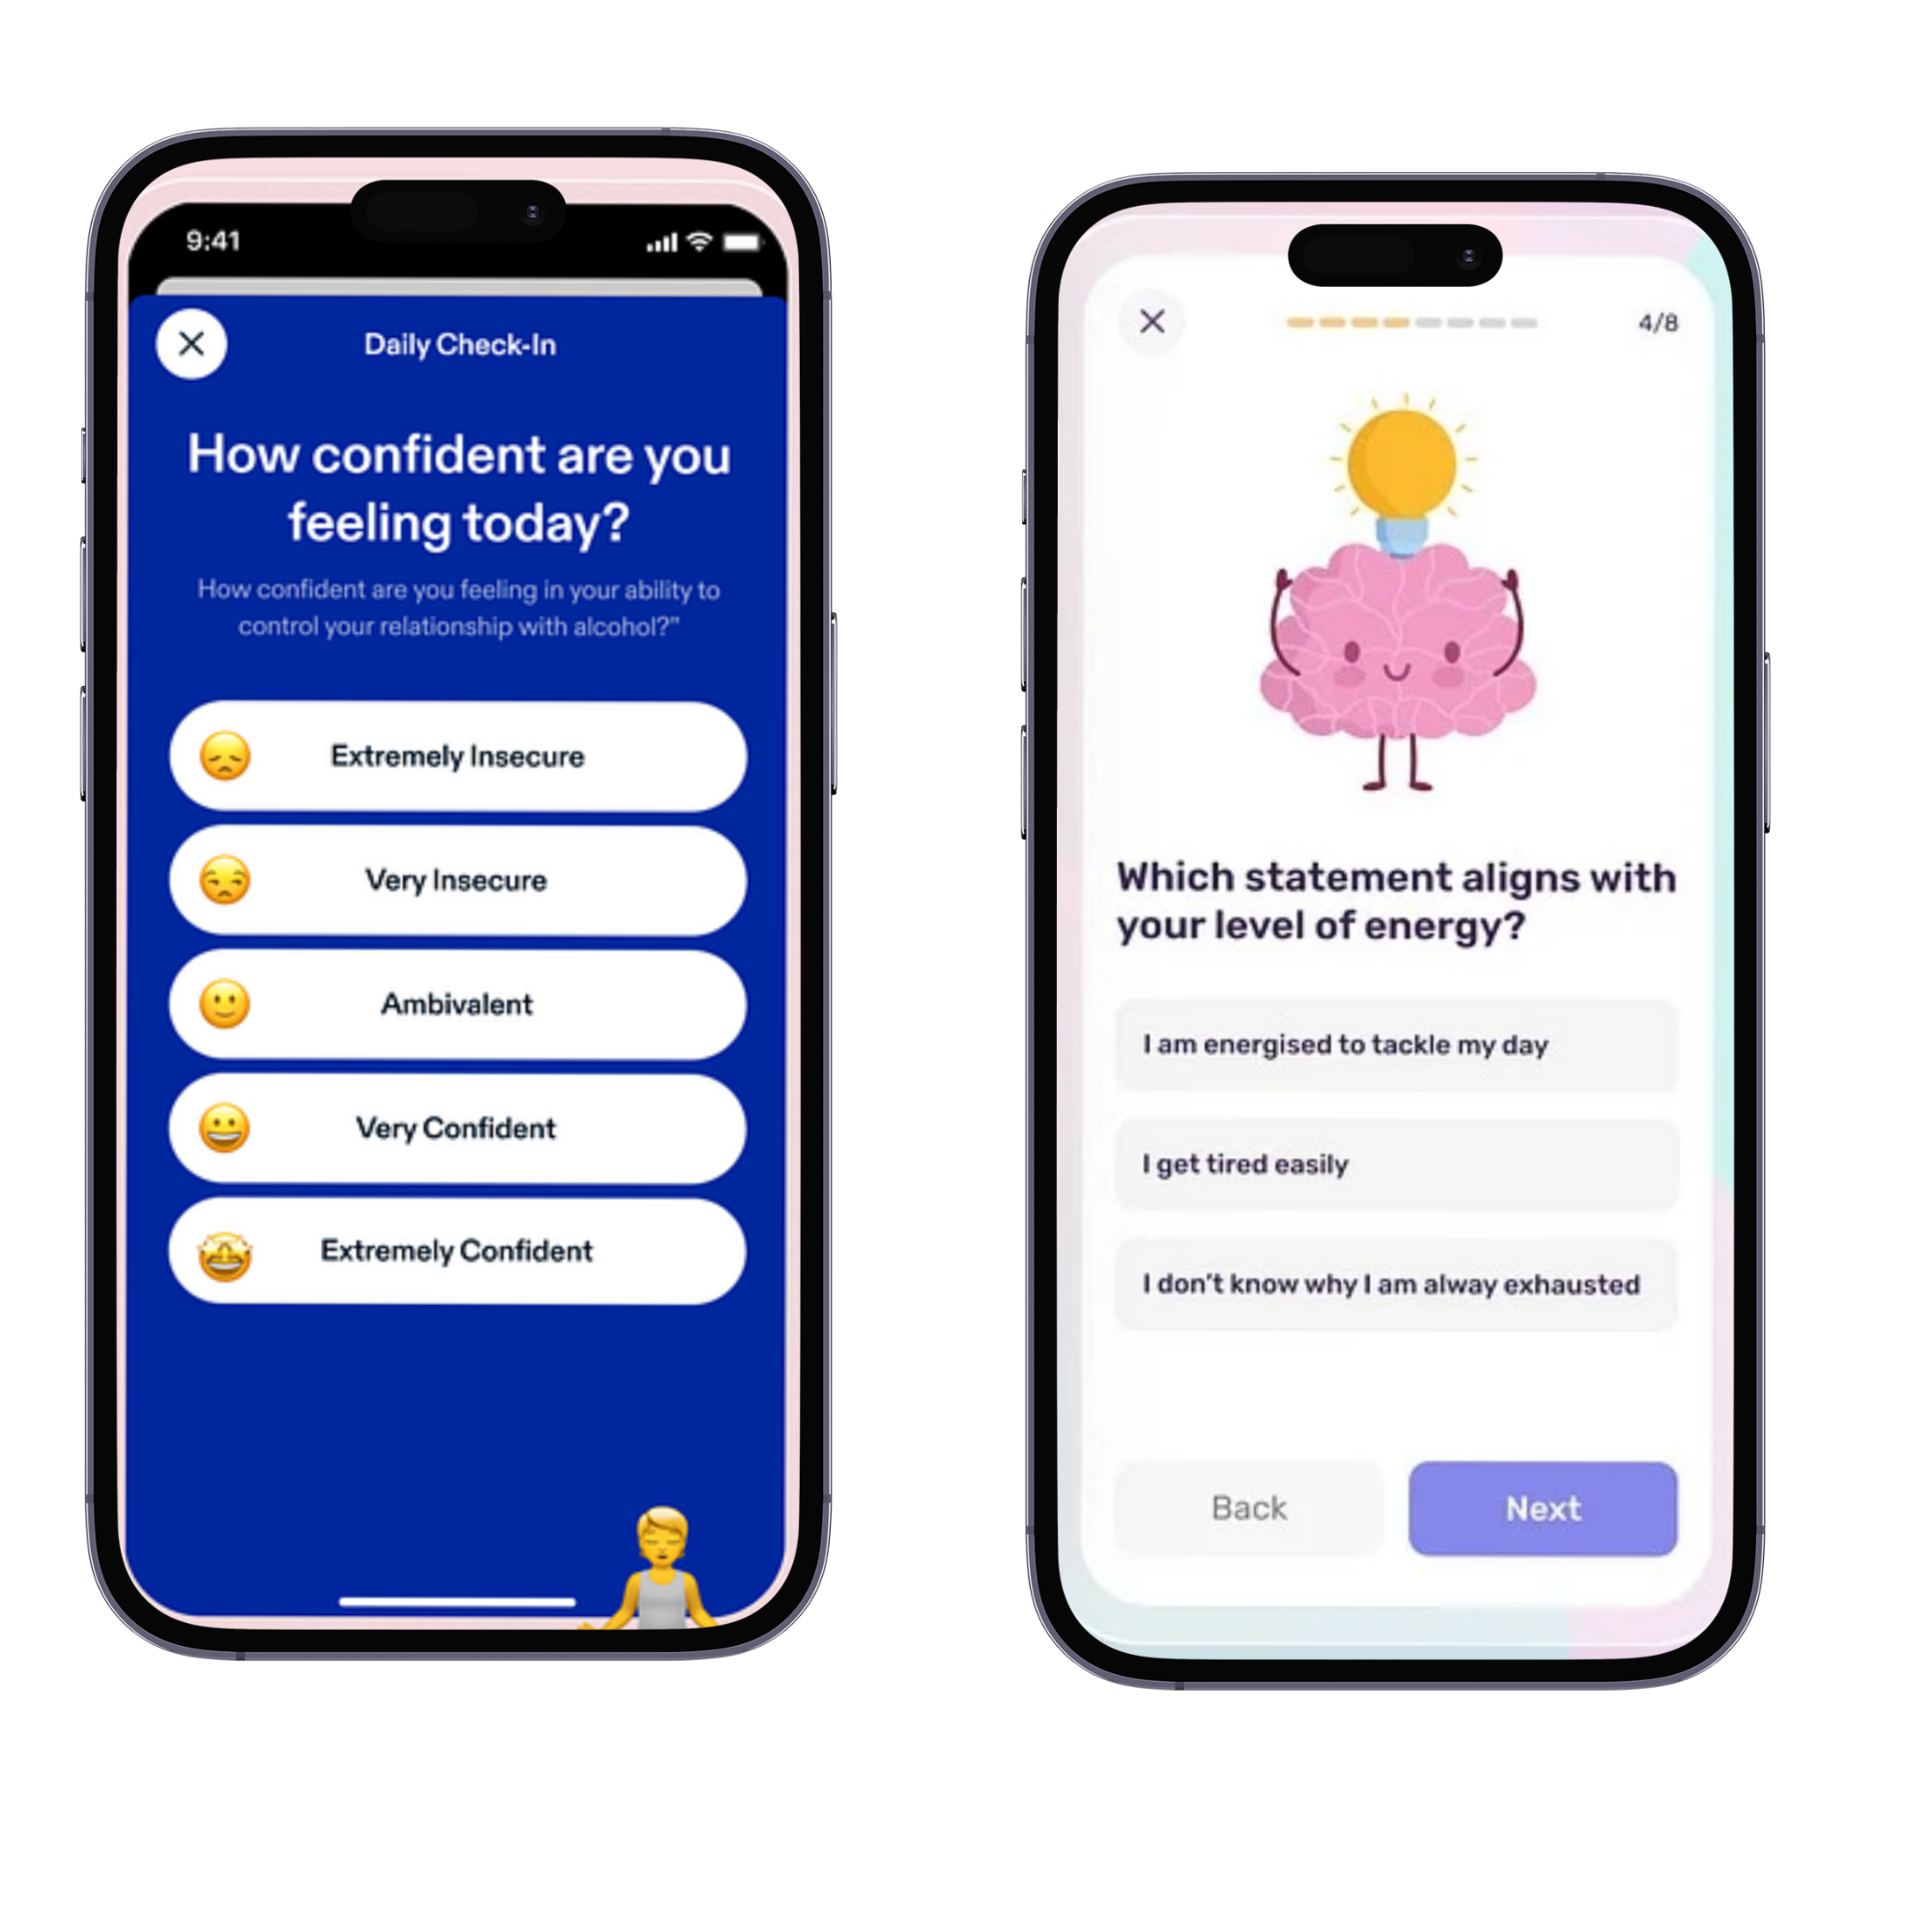 9:41
Daily Check-In
How confident are you
feeling today?
How confident are you feeling in your ability to
control your relationship with alcohol?"
Extremely Insecure
Very Insecure
Ambivalent
Very Confident
Extremely Confident
4/8
Which statement aligns with
your level of energy?
I am energised to tackle my day
I get tired easily
I don't know why I am alway exhausted
Back
Next